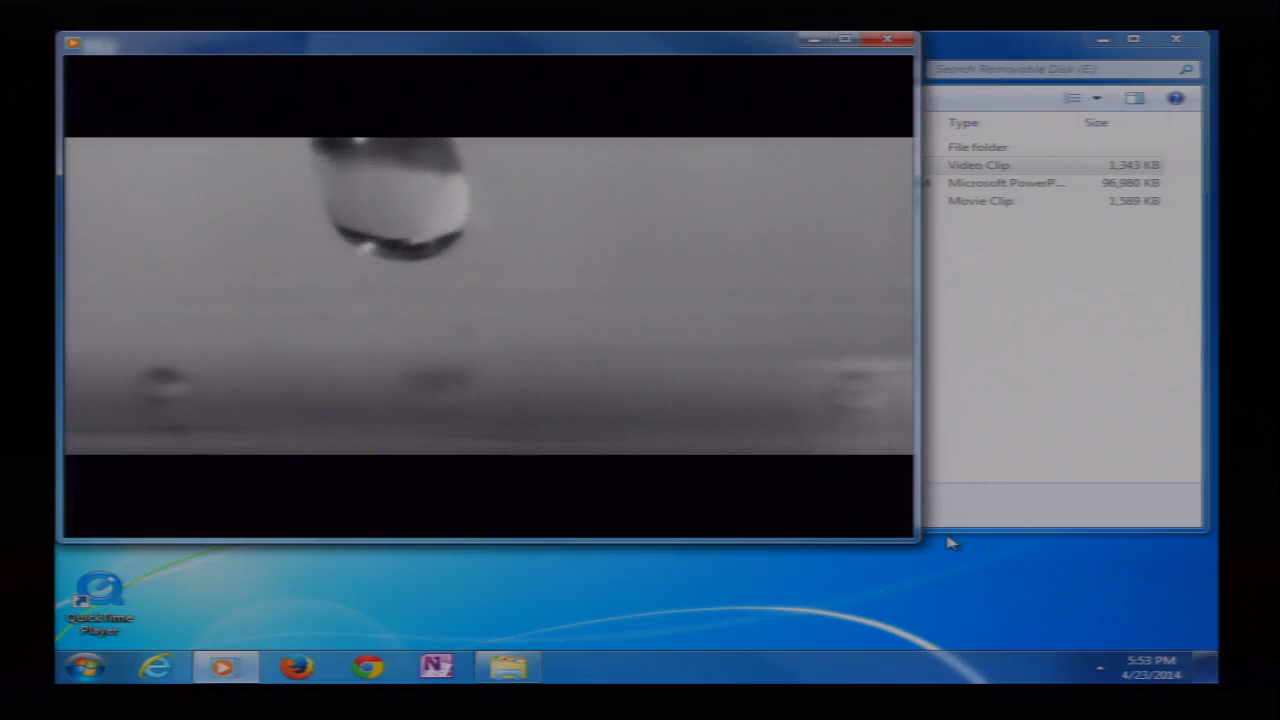 Search Removable Disk (E:)
Type Size
File folder
Video Clip 1,343 KB
Microsoft PowerP... 96,980 KB
Movie Clip 1,589 KB
QuickTime
Player
N
5:53 PM
4/23/2014